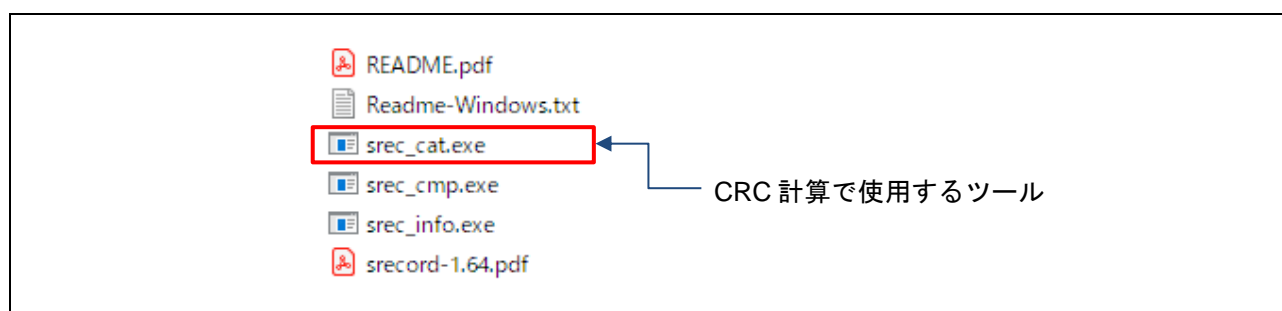 README.pdf
Readme-Windows.txt
srec_cat.exe
srec_cmp.exe
CRC 計算で使用するツール
srec_info.exe
srecord-1.64.pdf